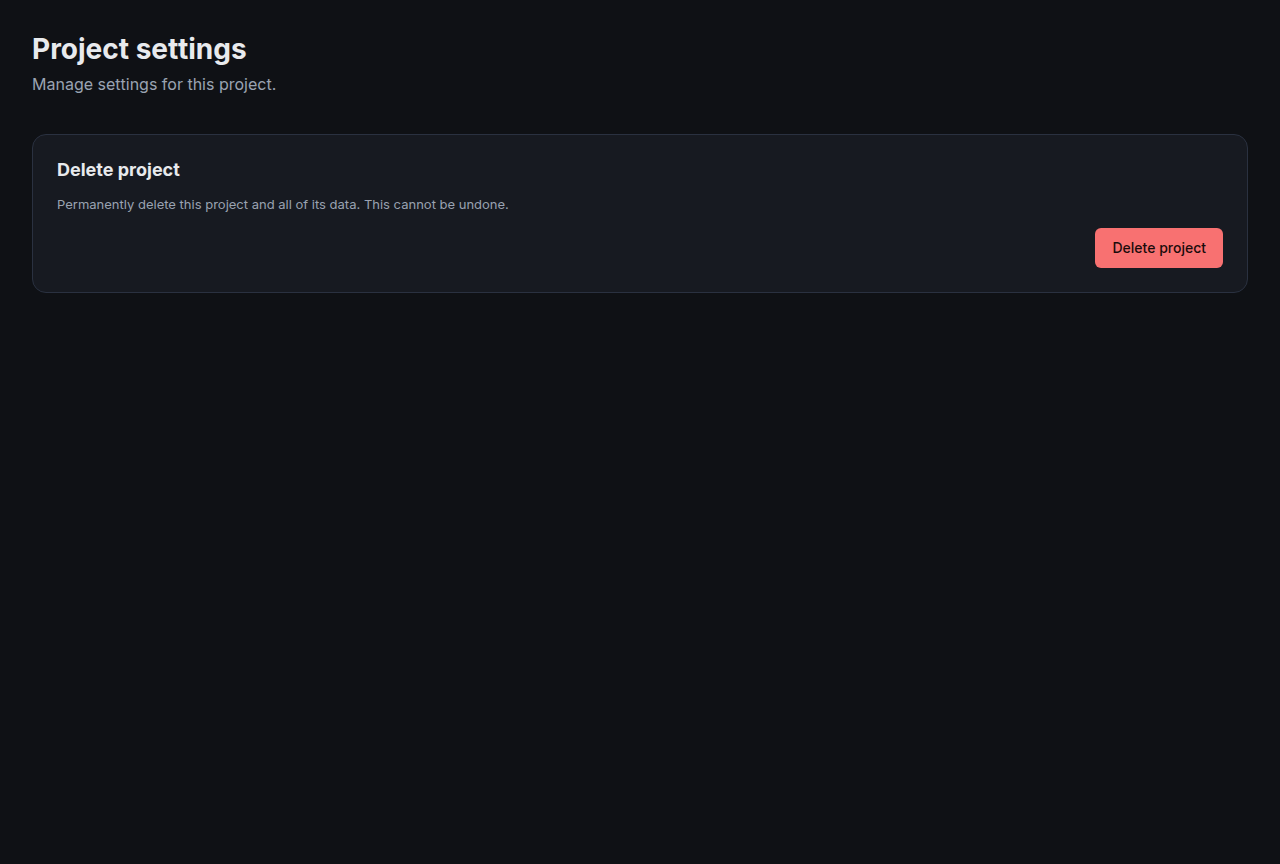 Project settings
Manage settings for this project.
Delete project
Permanently delete this project and all of its data. This cannot be undone.
Delete project